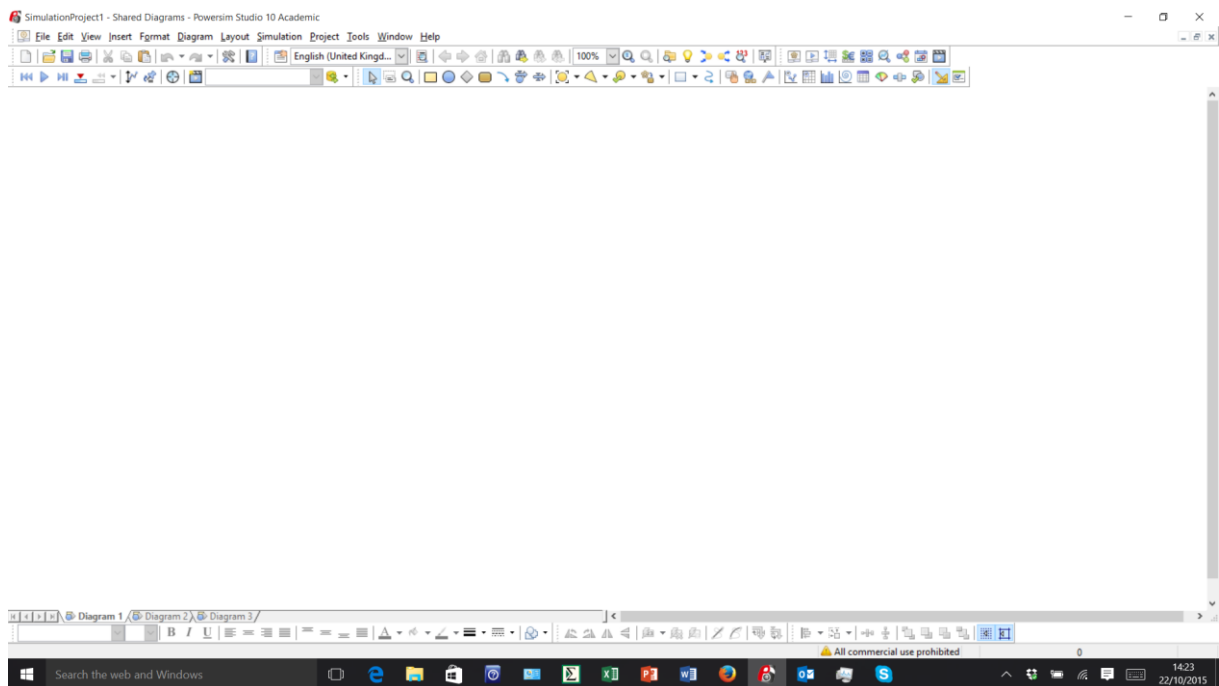 SimulationProject1 - Shared Diagrams - Powersim Studio 10 Academic
File Edit View Insert Format Diagram Layout Simulation Project Tools Window Help
English (United Kingd... 100%
Diagram 1 Diagram 2 Diagram 3
B I U A
All commercial use prohibited 0
Search the web and Windows 14:23
22/10/2015